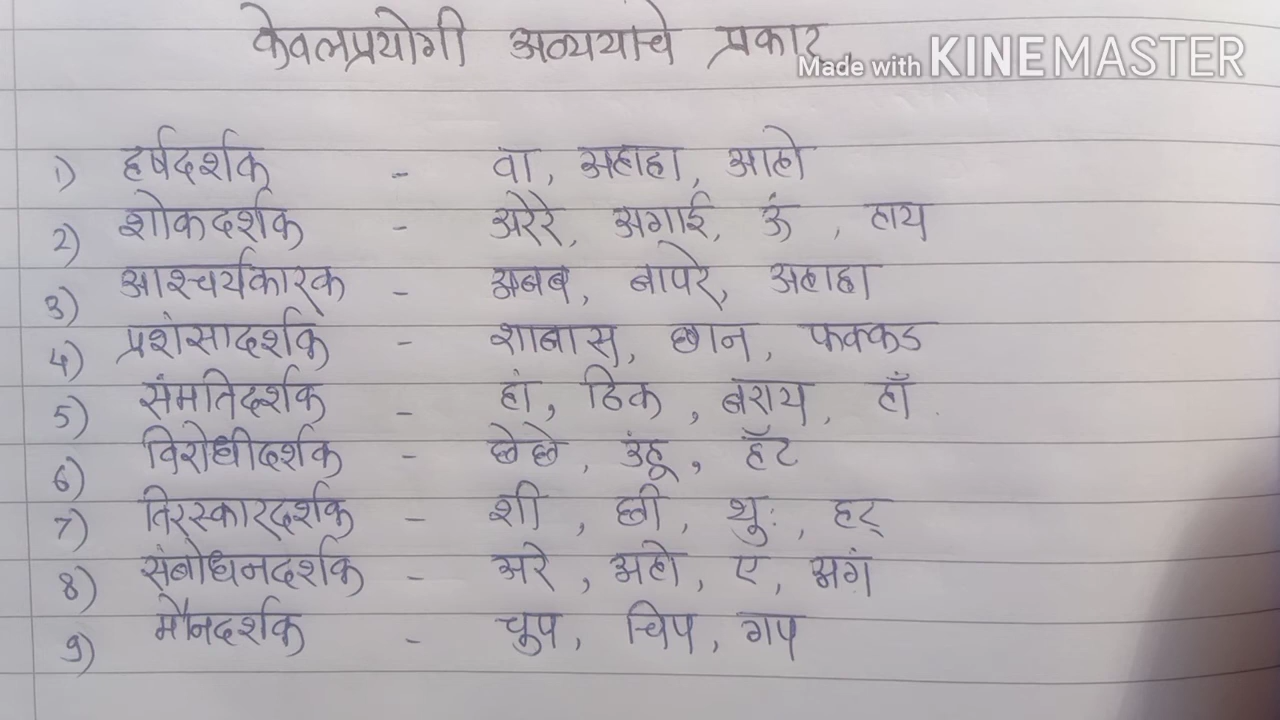 केवलप्रयोगी अव्ययाचे प्रकार
Made with KINEMASTER
1) हर्षदर्शक - वा, अहाहा, आहो
2) शोकदर्शक - अरेरे, अगाई, ऊं, हाय
3) आश्चर्यकारक - अबब, बापरे, अहाहा
4) प्रशंसादर्शक - शाबास, छान, फक्कड
5) संमतिदर्शक - हां, ठिक, बराय, हाँ
6) विरोधीदर्शक - छेछे, उंहू, हॅट
7) तिरस्कारदर्शक - शी, छी, थुः, हट्
8) संबोधनदर्शक - अरे, अहो, ए, अगं
9) मौनदर्शक - चूप, चिप, गप